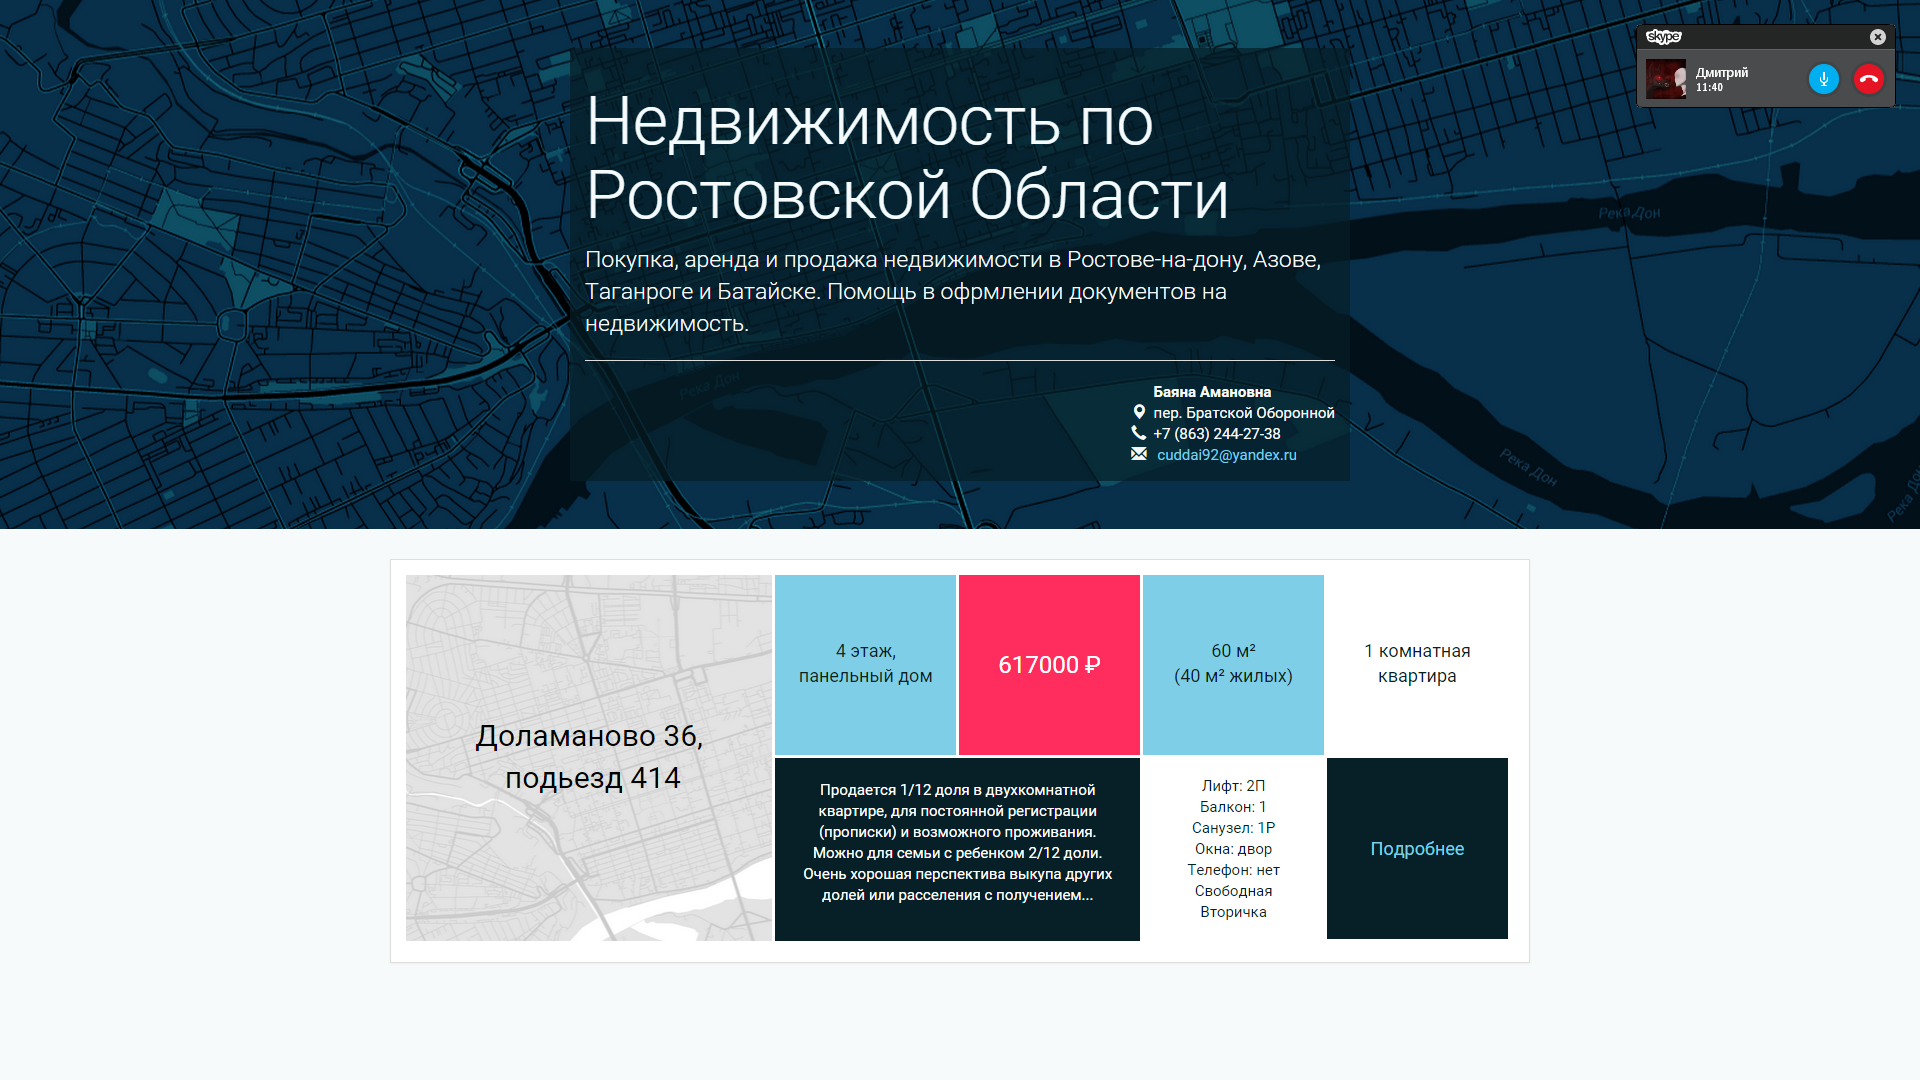 skype
Дмитрий
11:40
Недвижимость по
Ростовской Области
Покупка, аренда и продажа недвижимости в Ростове-на-дону, Азове,
Таганроге и Батайске. Помощь в офрмлении документов на
недвижимость.
Баяна Амановна
пер. Братской Оборонной
+7 (863) 244-27-38
cuddai92@yandex.ru
Река Дон
Река Дон
Река Дон
Река Дон
Доламаново 36,
подьезд 414
4 этаж,
панельный дом
617000 ₽
60 м²
(40 м² жилых)
1 комнатная
квартира
Продается 1/12 доля в двухкомнатной
квартире, для постоянной регистрации
(прописки) и возможного проживания.
Можно для семьи с ребенком 2/12 доли.
Очень хорошая перспектива выкупа других
долей или расселения с получением...
Лифт: 2П
Балкон: 1
Санузел: 1Р
Окна: двор
Телефон: нет
Свободная
Вторичка
Подробнее